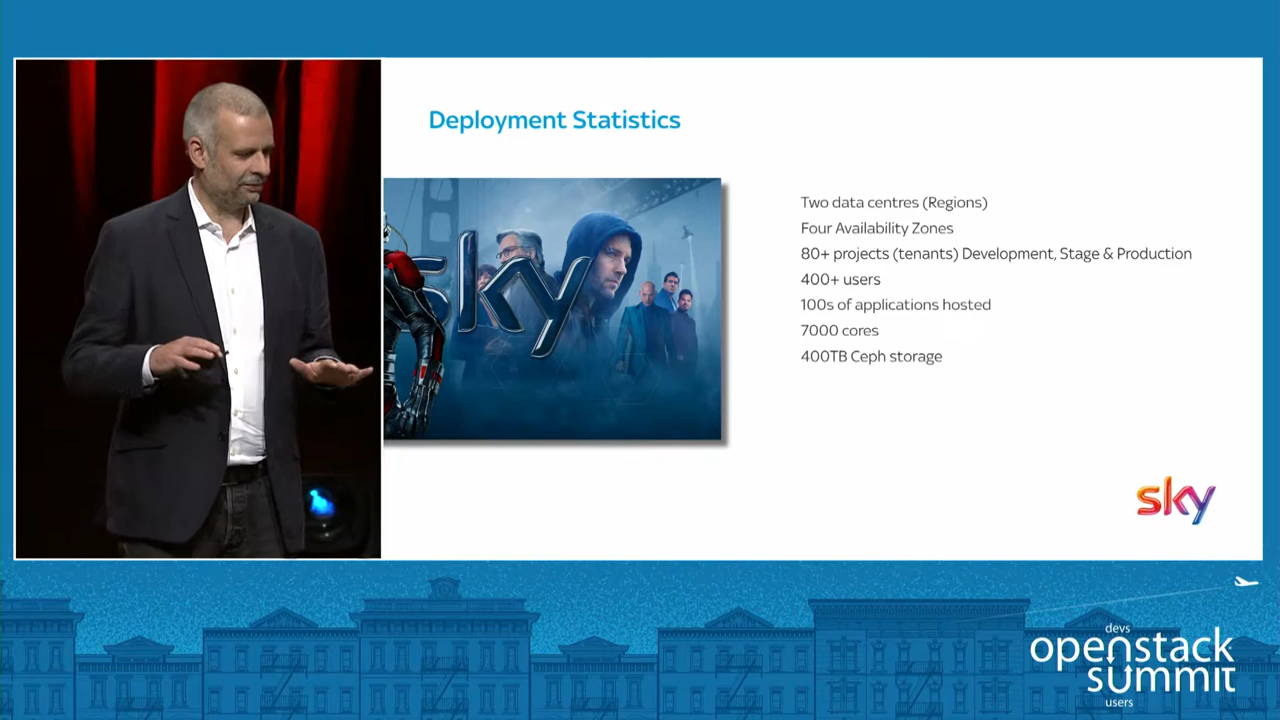 Deployment Statistics
sky
Two data centres (Regions)
Four Availability Zones
80+ projects (tenants) Development, Stage & Production
400+ users
100s of applications hosted
7000 cores
400TB Ceph storage
sky
devs
openstack
summit
users